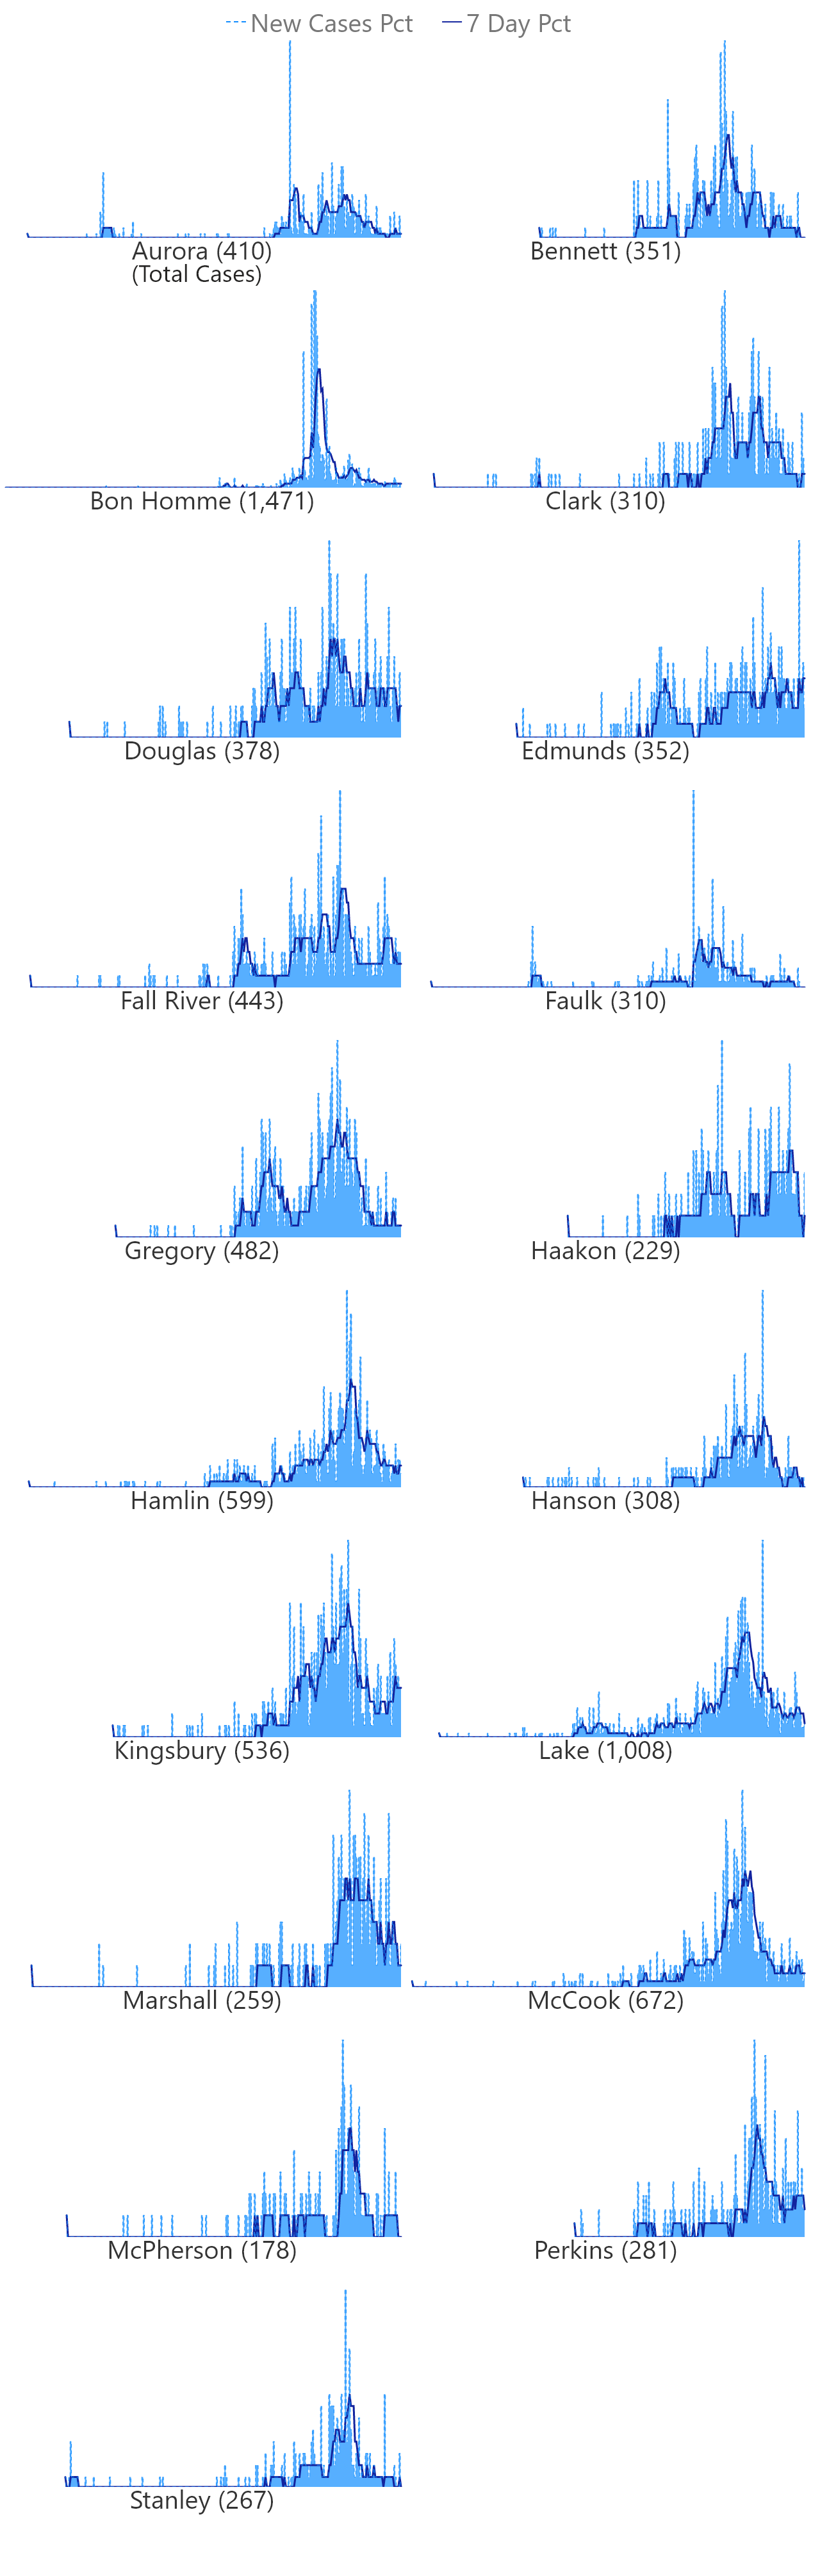 New Cases Pct 7 Day Pct
Aurora (410) Bennett (351)
(Total Cases)
Bon Homme (1,471) Clark (310)
Douglas (378) Edmunds (352)
Fall River (443) Faulk (310)
Gregory (482) Haakon (229)
Hamlin (599) Hanson (308)
Kingsbury (536) Lake (1,008)
Marshall (259) McCook (672)
McPherson (178) Perkins (281)
Stanley (267)